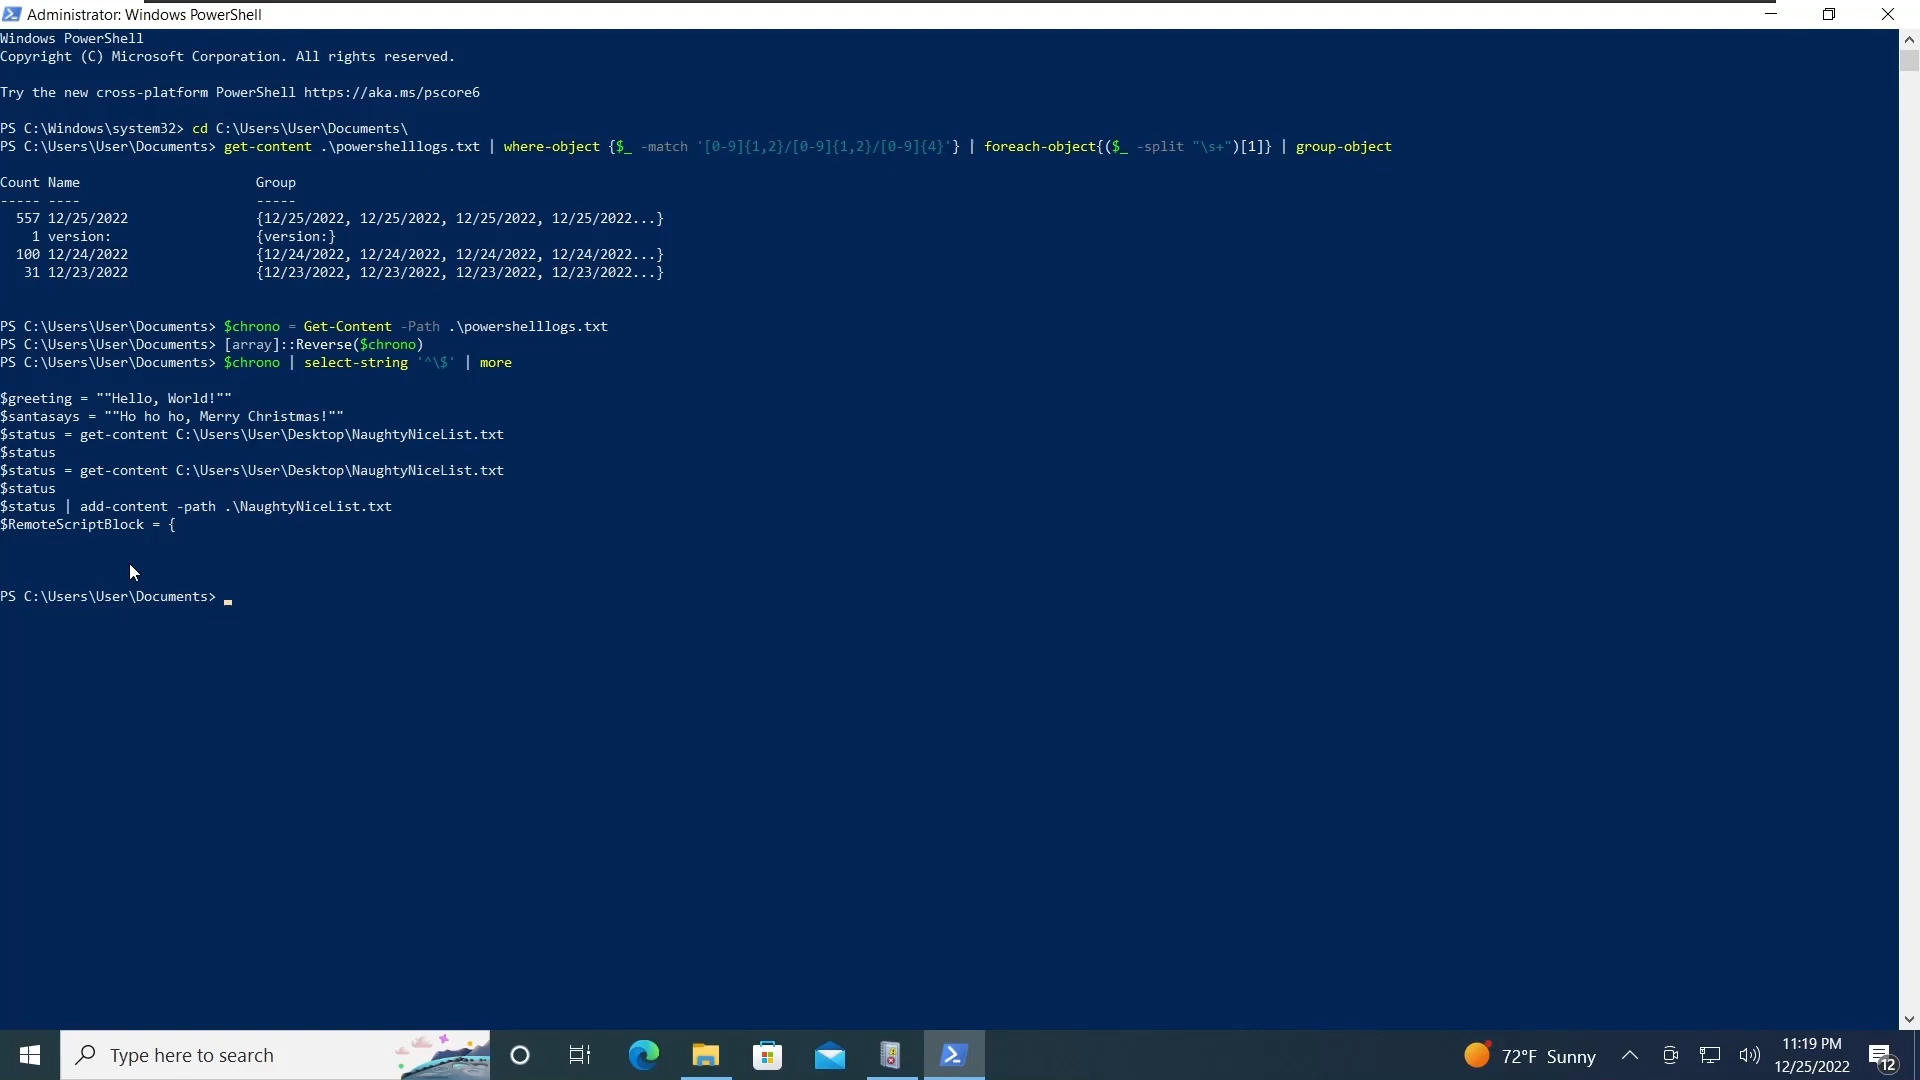 Administrator: Windows PowerShell
Windows PowerShell
Copyright (C) Microsoft Corporation. All rights reserved.
Try the new cross-platform PowerShell https://aka.ms/pscore6
PS C:\Windows\system32> cd C:\Users\User\Documents\
PS C:\Users\User\Documents> get-content .\powershelllogs.txt | where-object {$_ -match '[0-9]{1,2}/[0-9]{1,2}/[0-9]{4}'} | foreach-object{($_ -split "\s+")[1]} | group-object
Count Name Group
----- ---- -----
557 12/25/2022 {12/25/2022, 12/25/2022, 12/25/2022, 12/25/2022...}
1 version: {version:}
100 12/24/2022 {12/24/2022, 12/24/2022, 12/24/2022, 12/24/2022...}
31 12/23/2022 {12/23/2022, 12/23/2022, 12/23/2022, 12/23/2022...}
PS C:\Users\User\Documents> $chrono = Get-Content -Path .\powershelllogs.txt
PS C:\Users\User\Documents> [array]::Reverse($chrono)
PS C:\Users\User\Documents> $chrono | select-string '^\$' | more
$greeting = ""Hello, World!""
$santasays = ""Ho ho ho, Merry Christmas!""
$status = get-content C:\Users\User\Desktop\NaughtyNiceList.txt
$status
$status = get-content C:\Users\User\Desktop\NaughtyNiceList.txt
$status
$status | add-content -path .\NaughtyNiceList.txt
$RemoteScriptBlock = {
PS C:\Users\User\Documents>
Type here to search
72°F Sunny
11:19 PM
12/25/2022
12